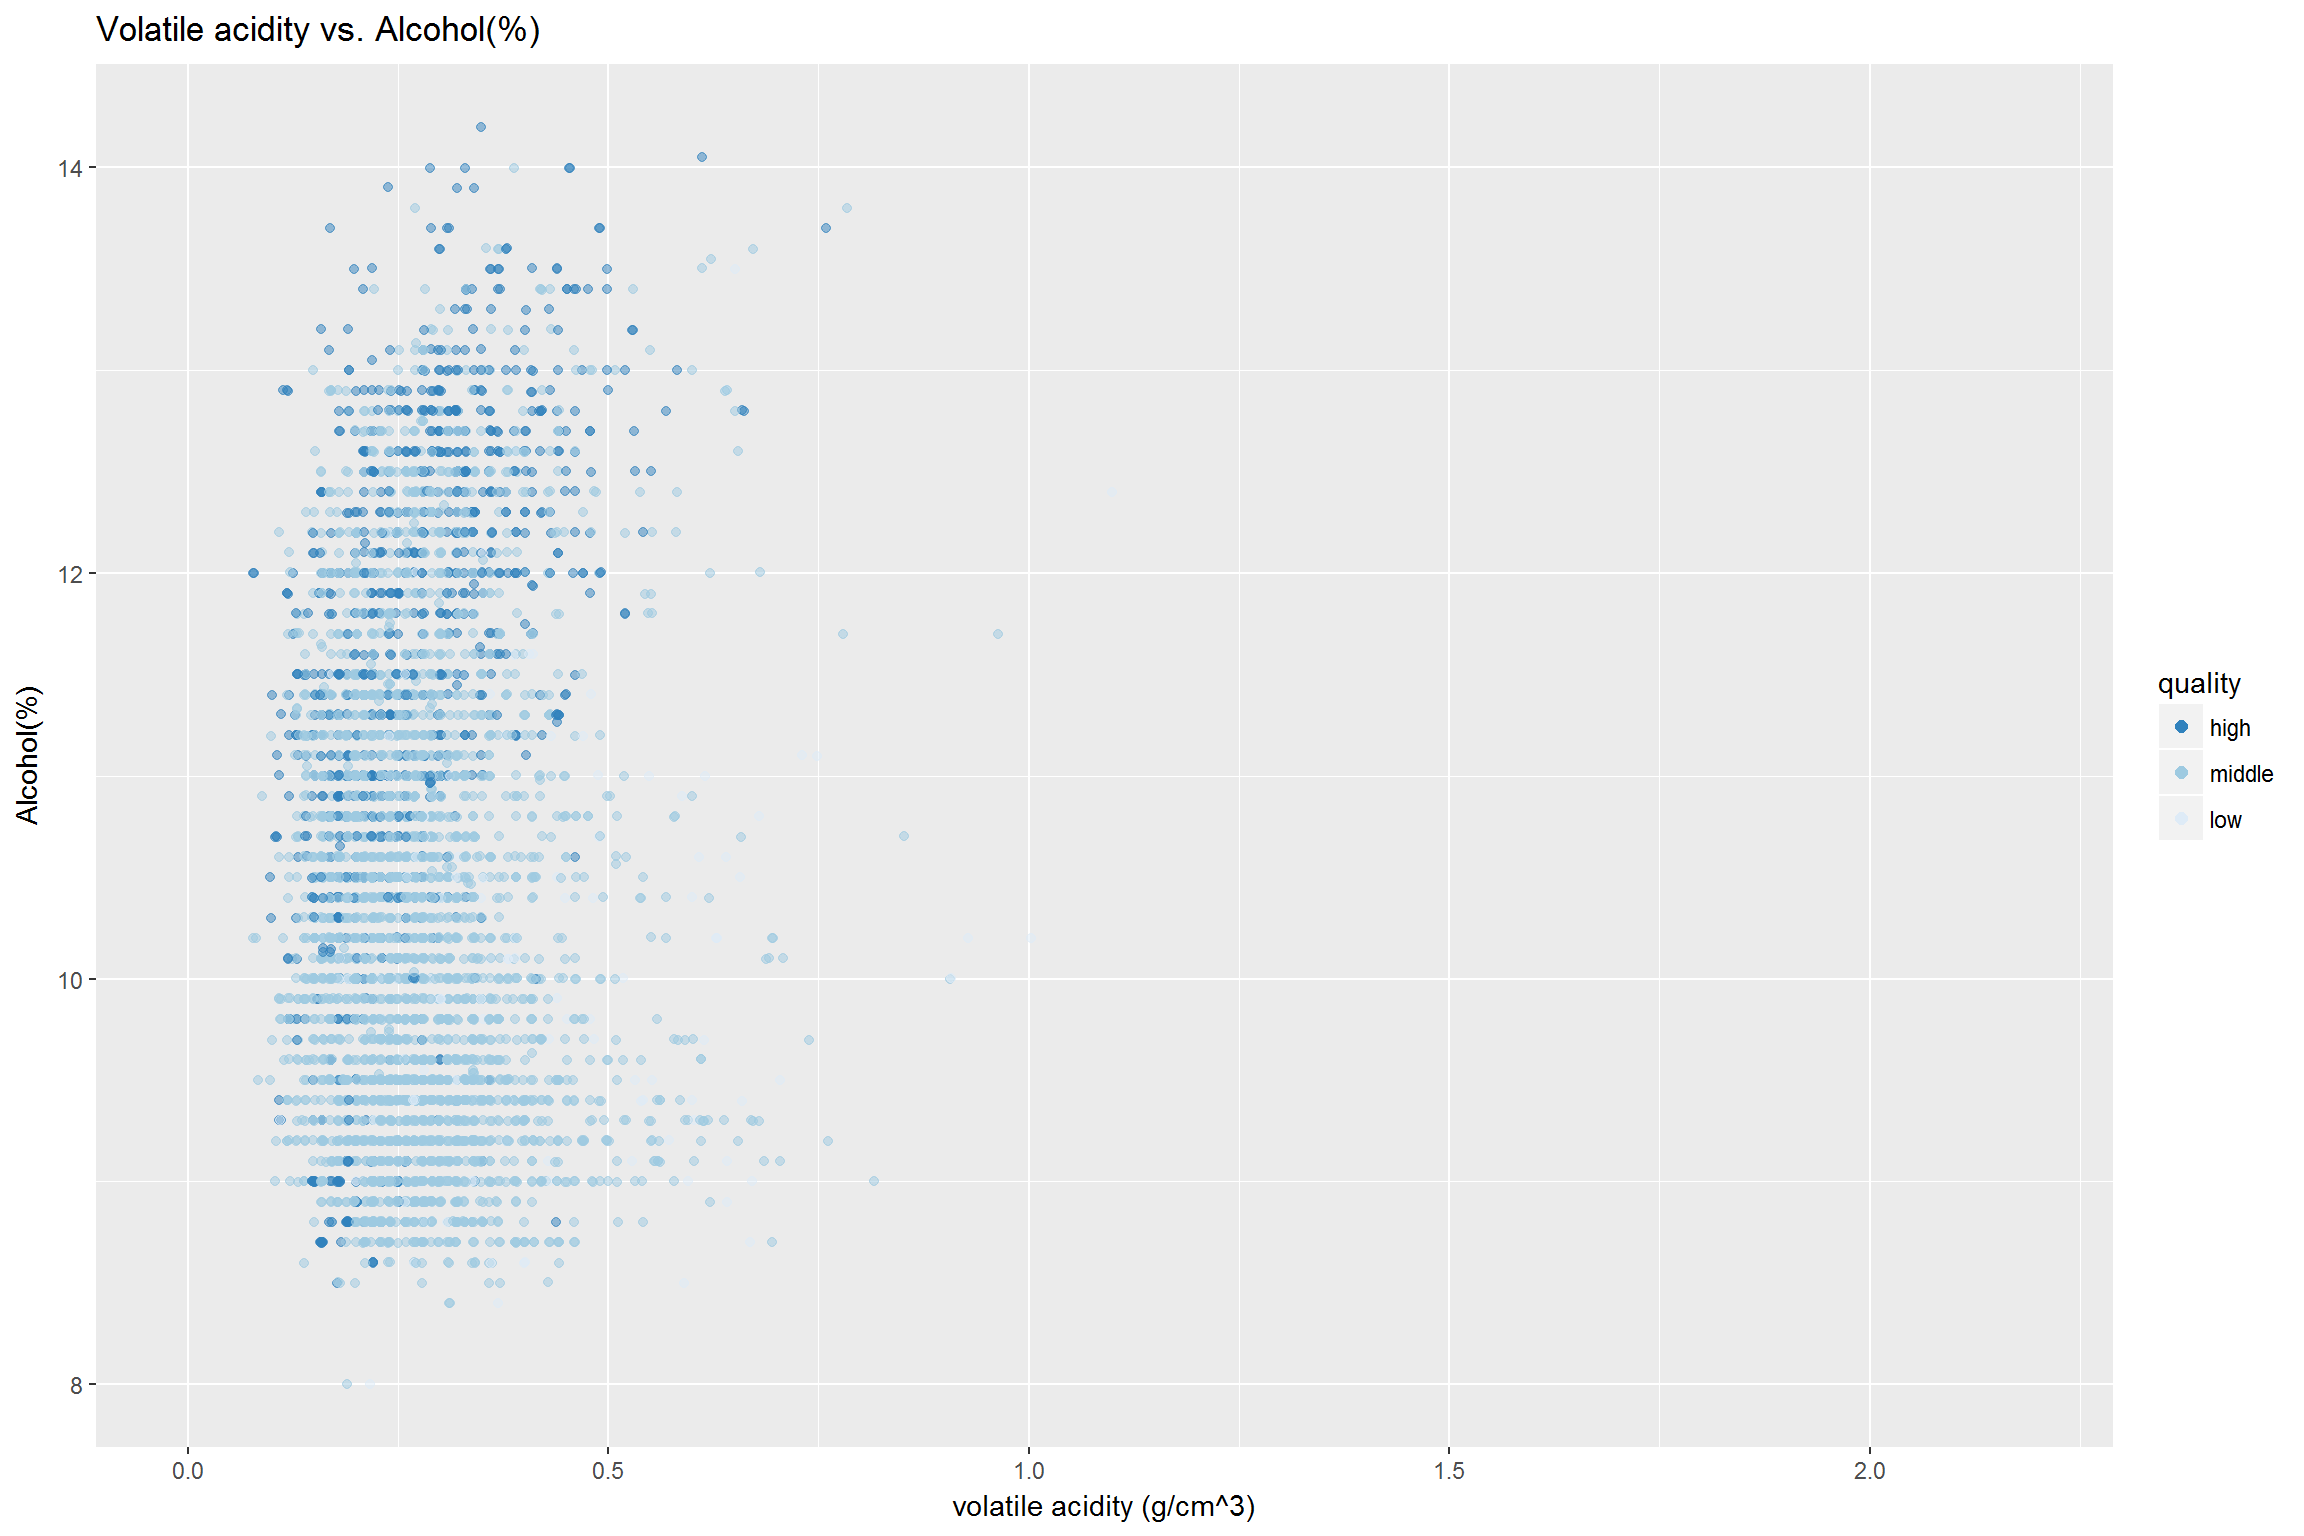 Volatile acidity vs. Alcohol(%)
Alcohol(%)
14
12
10
8
0.0 0.5 1.0 1.5 2.0
volatile acidity (g/cm^3)
quality
high
middle
low